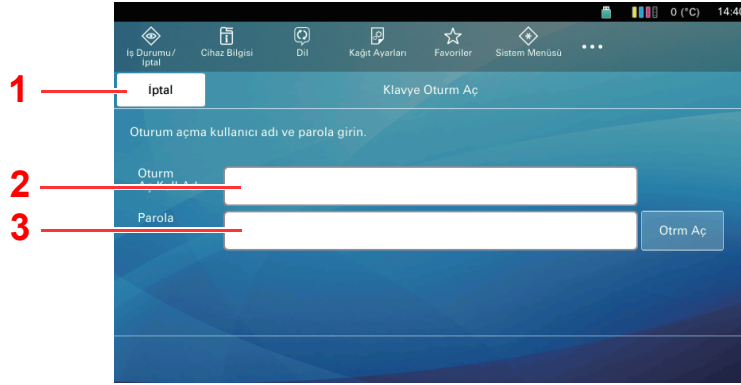 0 (°C) 14:40
İş Durumu/
İptal
Cihaz Bilgisi
Dil
Kağıt Ayarları
Favoriler
Sistem Menüsü
1
İptal
Klavye Oturm Aç
Oturum açma kullanıcı adı ve parola girin.
Oturm
2
Parola
3
Otrm Aç